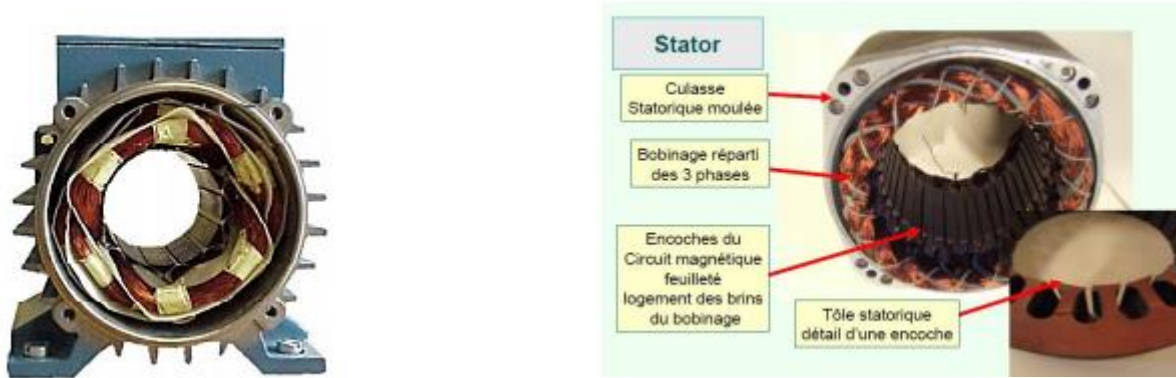 Stator
Culasse
Statorique moulée
Bobinage réparti
des 3 phases
Encoches du
Circuit magnétique
feuilleté
logement des brins
du bobinage
Tôle statorique
détail d'une encoche